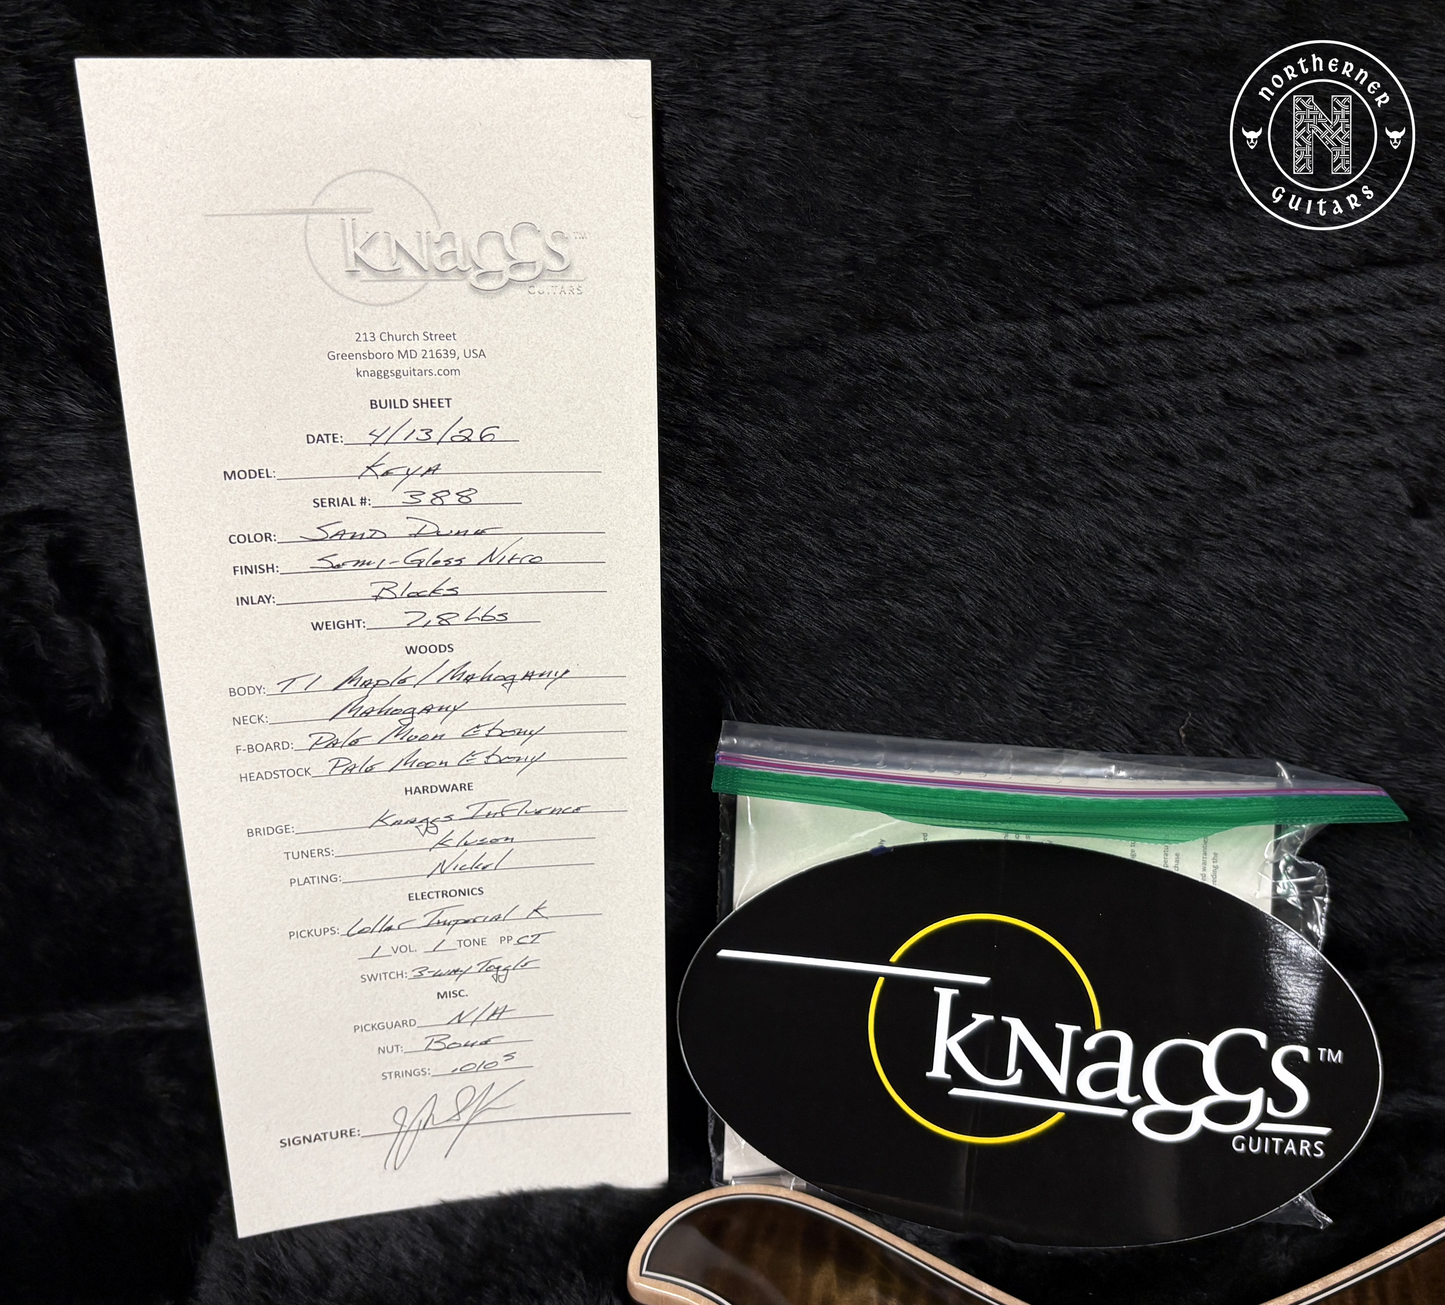 KNaGGS™
GUITARS
213 Church Street
Greensboro MD 21639, USA
knaggsguitars.com
BUILD SHEET
DATE: 4/13/26
MODEL: KEYA
SERIAL #: 388
COLOR: SAND DUNE
FINISH: SEMI-Gloss Nitro
INLAY: Blocks
WEIGHT: 7.8 Lbs
WOODS
BODY: T1 Maple/Mahogany
NECK: Mahogany
F-BOARD: Pale Moon Ebony
HEADSTOCK Pale Moon Ebony
HARDWARE
BRIDGE: Knaggs Influence
TUNERS: Kluson
PLATING: Nickel
ELECTRONICS
PICKUPS: Lollar Imperial K
1 VOL. 1 TONE PP CT
SWITCH: 3-WAY Toggle
MISC.
PICKGUARD N/A
NUT: Bone
STRINGS: .010s
SIGNATURE:
NORTHERNER
N
GUITARS
KNaGGS™
GUITARS